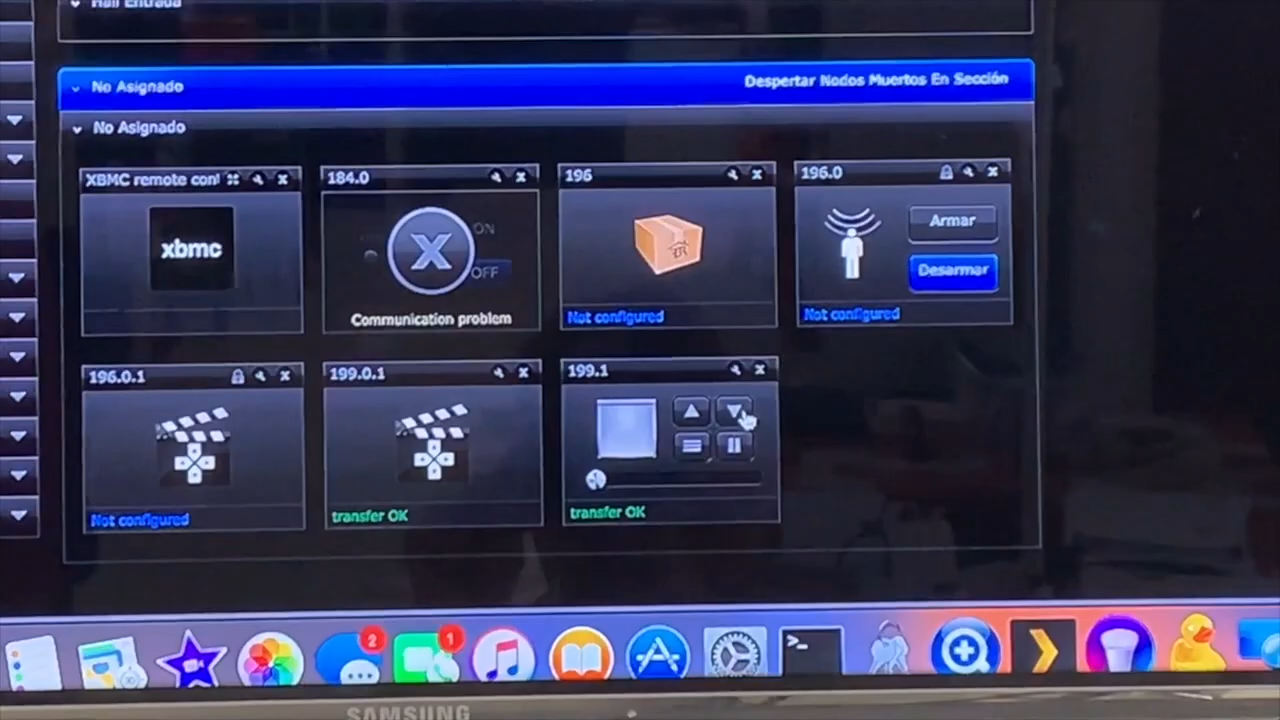 Hall Entrada
No Asignado
Despertar Nodos Muertos En Sección
No Asignado
XBMC remote cont
184.0
196
196.0
xbmc
ON
OFF
Communication problem
Not configured
Armar
Desarmar
Not configured
196.0.1
199.0.1
199.1
Not configured
transfer OK
transfer OK
2
1
SAMSUNG